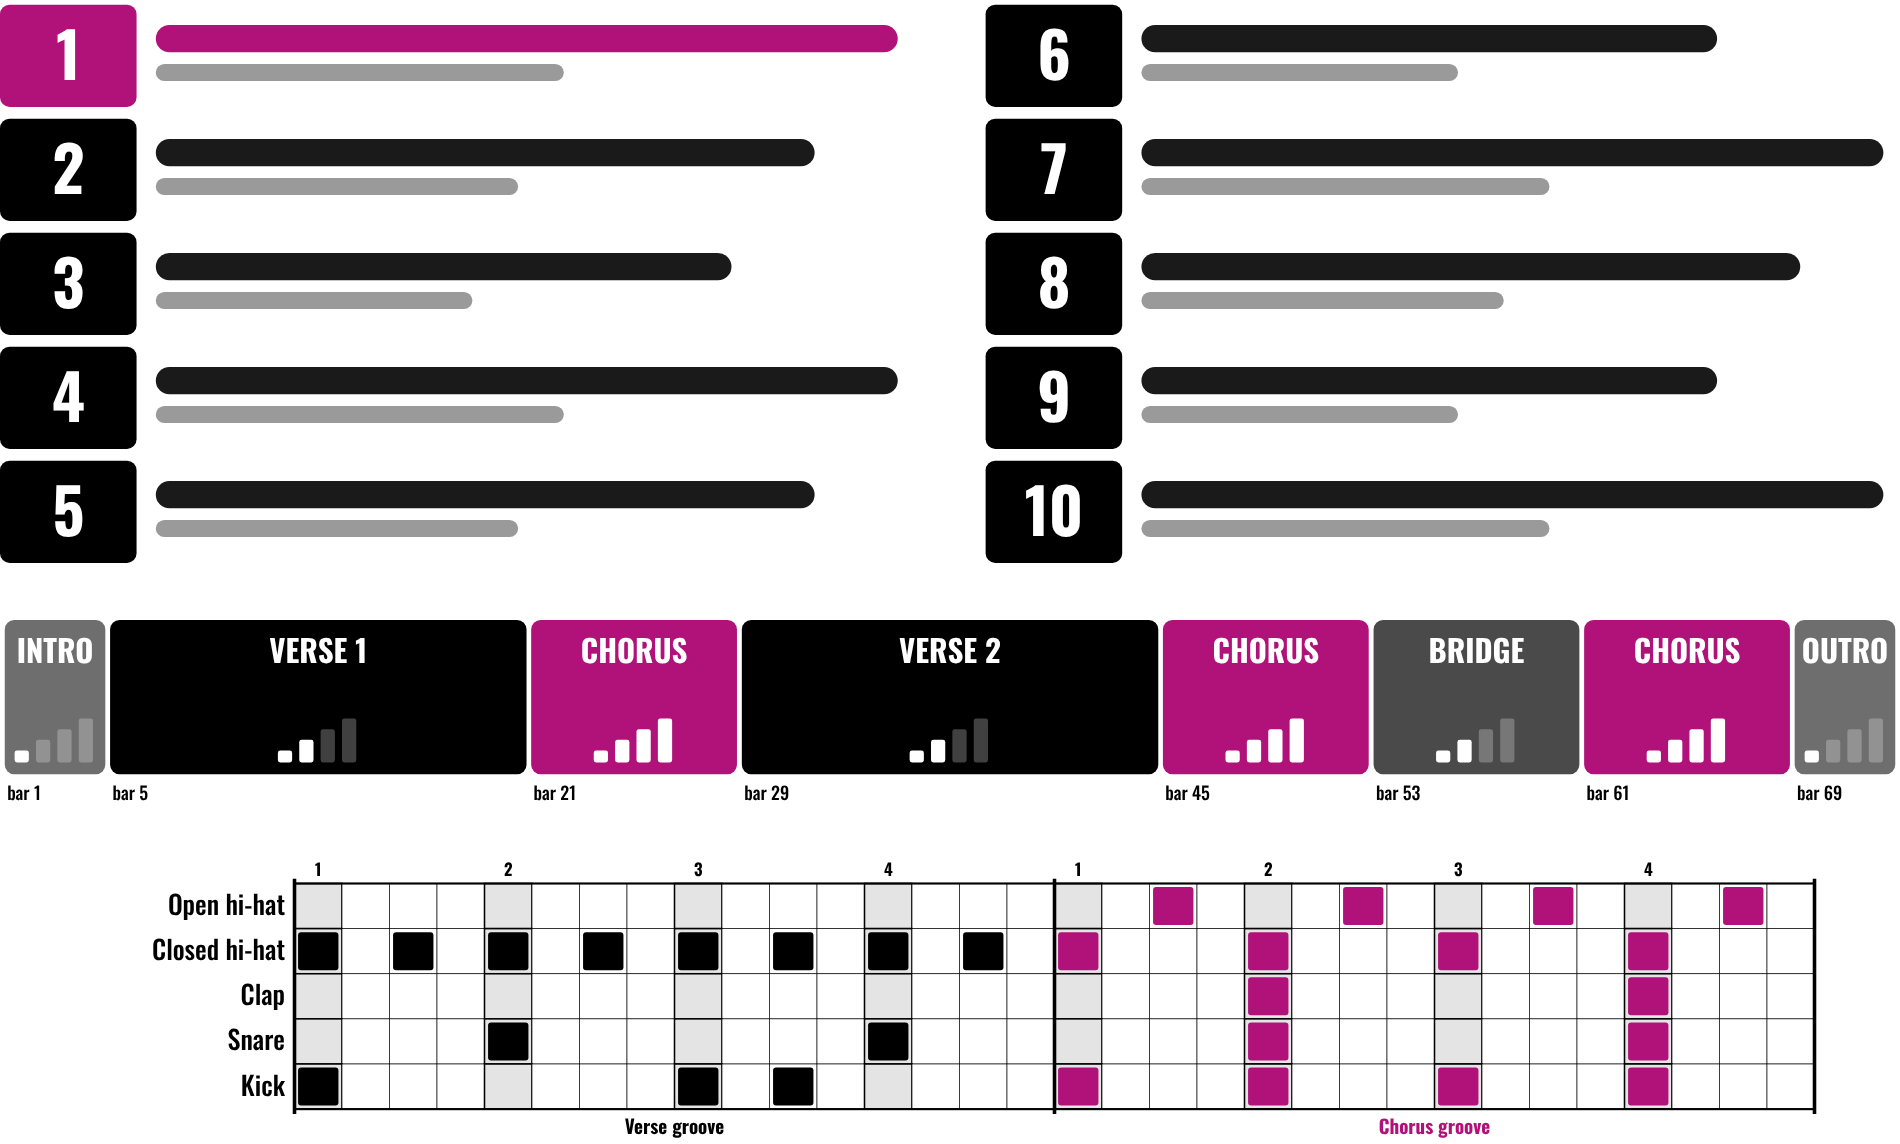 1
2
3
4
5
6
7
8
9
10
INTRO
VERSE 1
CHORUS
VERSE 2
CHORUS
BRIDGE
CHORUS
OUTRO
bar 1
bar 5
bar 21
bar 29
bar 45
bar 53
bar 61
bar 69
1 2 3 4 1 2 3 4
Open hi-hat
Closed hi-hat
Clap
Snare
Kick
Verse groove
Chorus groove